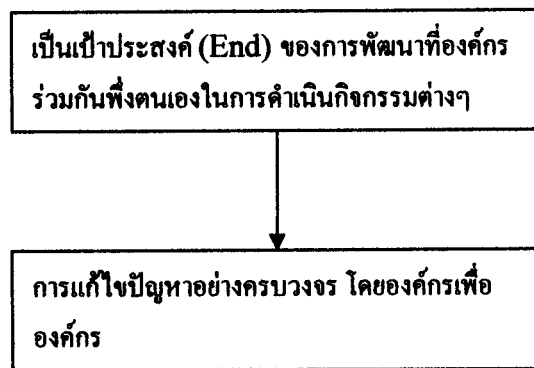 เป็นเป้าประสงค์ (End) ของการพัฒนาที่องค์กร
ร่วมกันพึ่งตนเองในการดำเนินกิจกรรมต่างๆ
การแก้ไขปัญหาอย่างครบวงจร โดยองค์กรเพื่อ
องค์กร